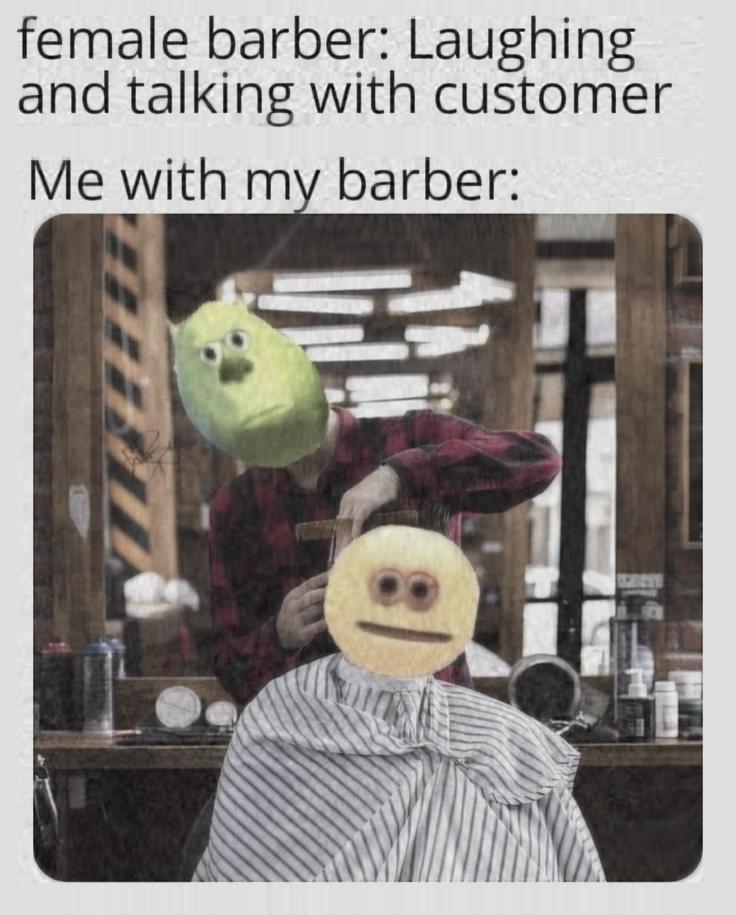 female barber: Laughing
and talking with customer
Me with my barber: